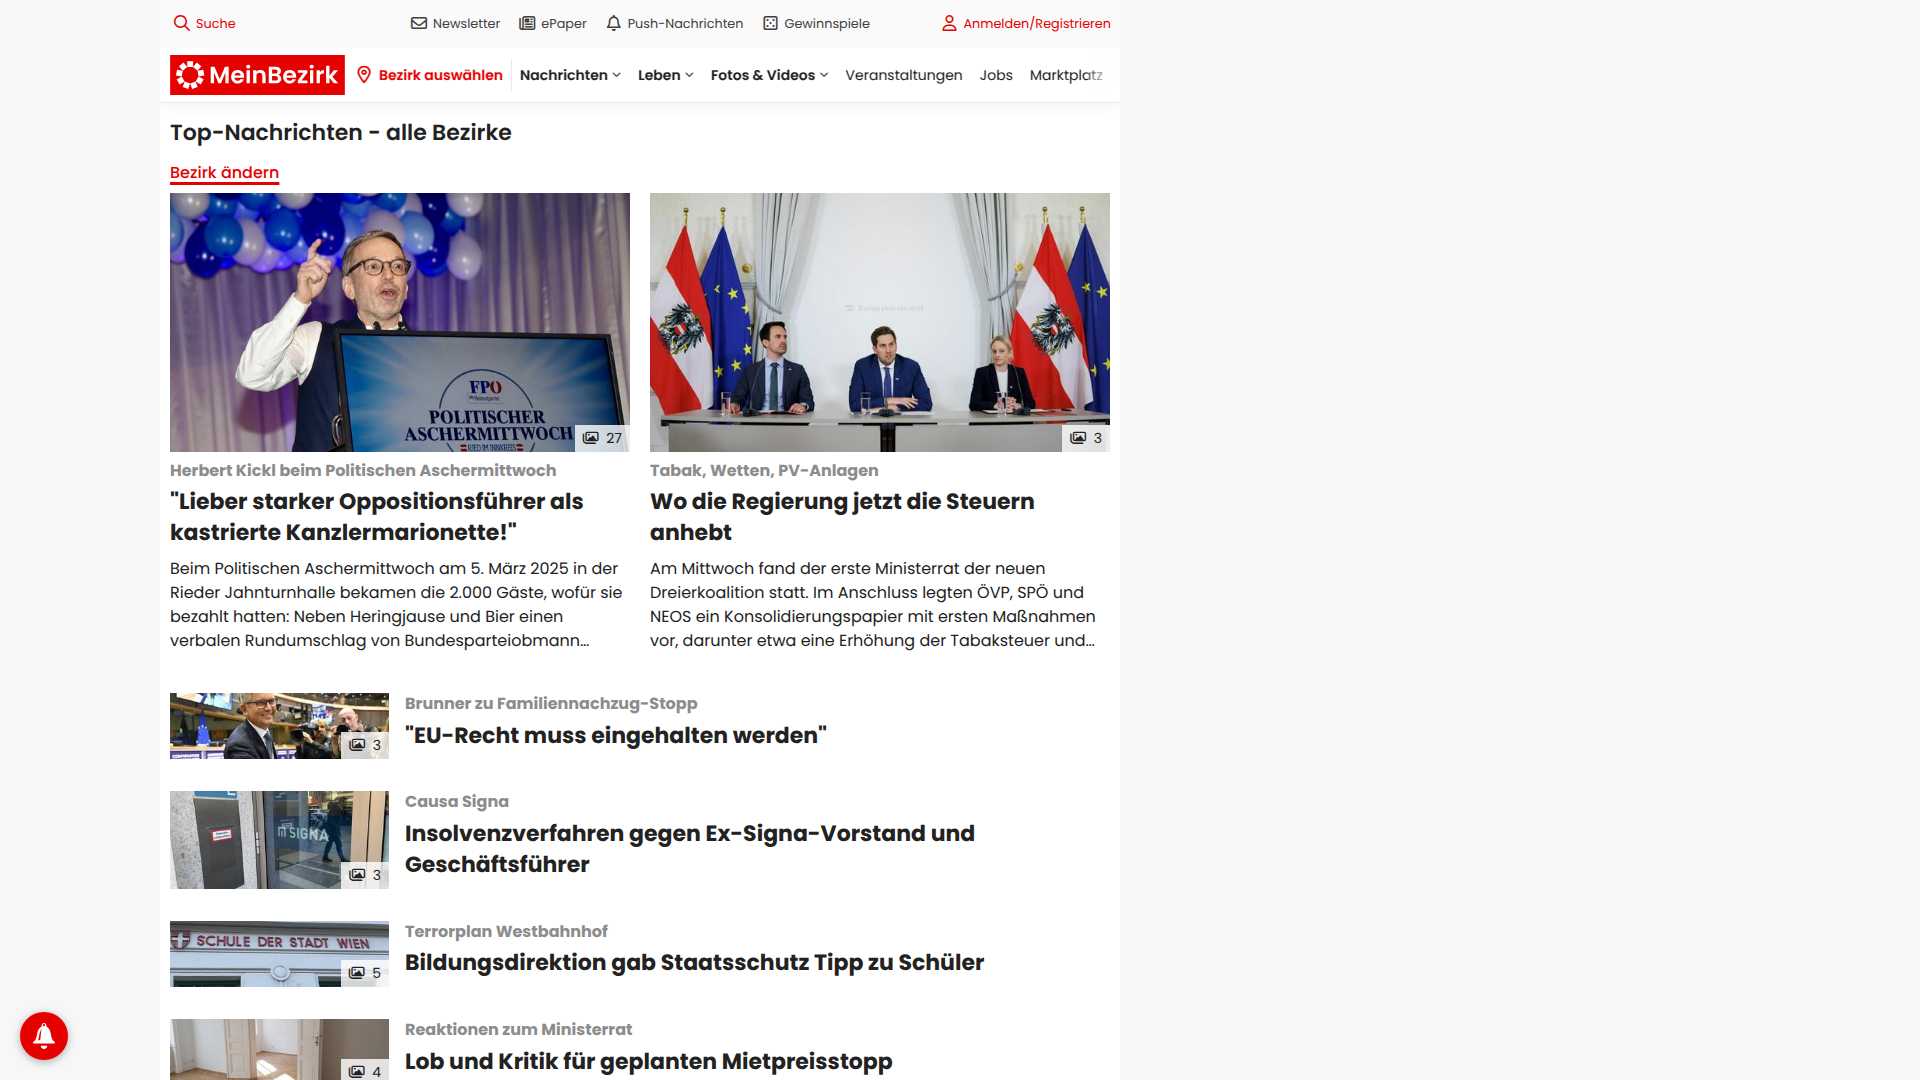 Suche
Newsletter
ePaper
Push-Nachrichten
Gewinnspiele
Anmelden/Registrieren
MeinBezirk
Bezirk auswählen
Nachrichten
Leben
Fotos & Videos
Veranstaltungen
Jobs
Marktplatz
Top-Nachrichten - alle Bezirke
Bezirk ändern
FPÖ
POLITISCHER
ASCHERMITTWOCH
RIED IM INNKREIS
27
3
Herbert Kickl beim Politischen Aschermittwoch
"Lieber starker Oppositionsführer als
kastrierte Kanzlermarionette!"
Beim Politischen Aschermittwoch am 5. März 2025 in der
Rieder Jahnturnhalle bekamen die 2.000 Gäste, wofür sie
bezahlt hatten: Neben Heringjause und Bier einen
verbalen Rundumschlag von Bundesparteiobmann...
Tabak, Wetten, PV-Anlagen
Wo die Regierung jetzt die Steuern
anhebt
Am Mittwoch fand der erste Ministerrat der neuen
Dreierkoalition statt. Im Anschluss legten ÖVP, SPÖ und
NEOS ein Konsolidierungspapier mit ersten Maßnahmen
vor, darunter etwa eine Erhöhung der Tabaksteuer und...
3
Brunner zu Familiennachzug-Stopp
"EU-Recht muss eingehalten werden"
SIGNA
3
Causa Signa
Insolvenzverfahren gegen Ex-Signa-Vorstand und
Geschäftsführer
SCHULE DER STADT WIEN
5
Terrorplan Westbahnhof
Bildungsdirektion gab Staatsschutz Tipp zu Schüler
4
Reaktionen zum Ministerrat
Lob und Kritik für geplanten Mietpreisstopp